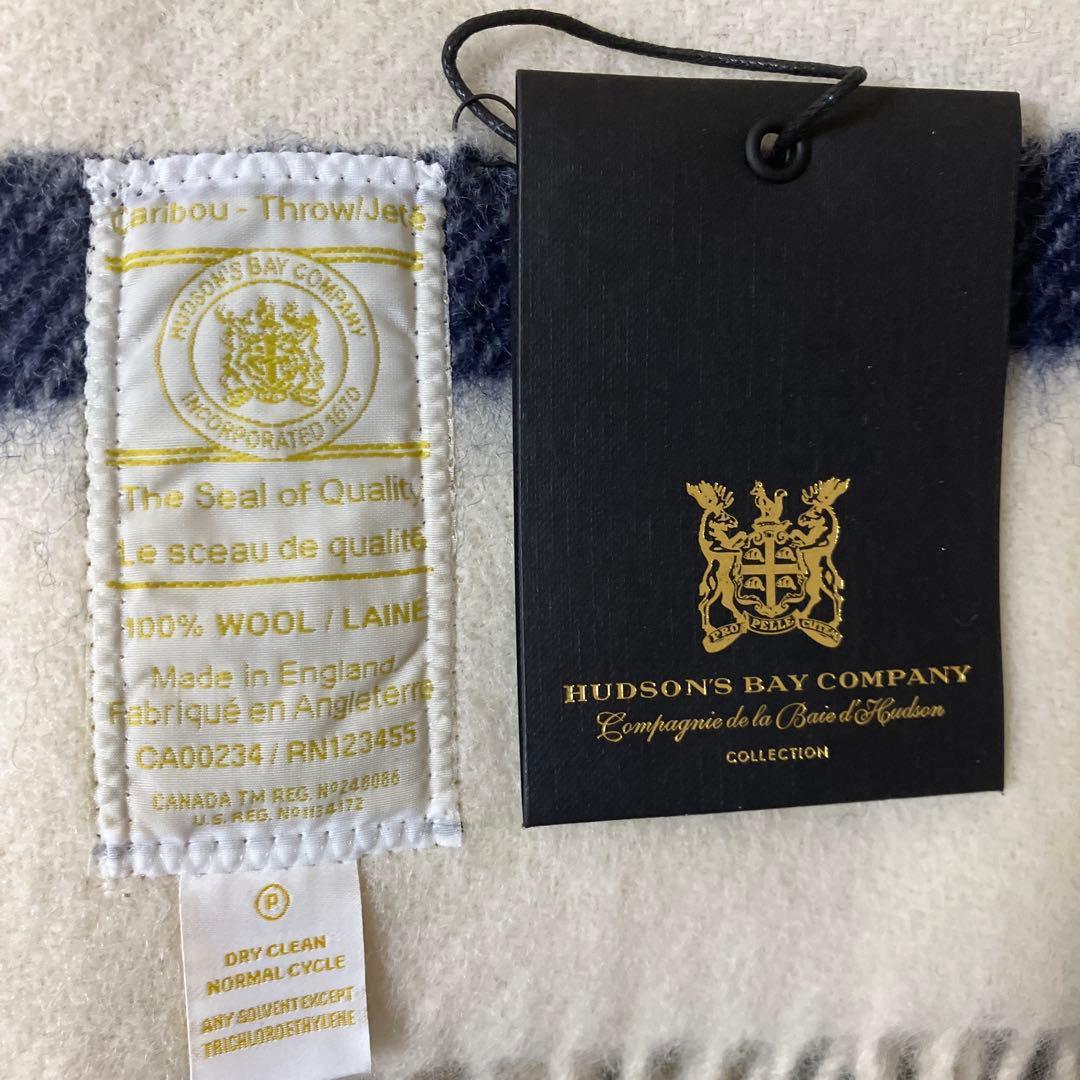 Caribou - Throw/Jeté
HUDSON'S BAY COMPANY
INCORPORATED 1670
The Seal of Quality
Le sceau de qualité
100% WOOL / LAINE
Made in England
Fabriqué en Angleterre
CA00234 / RN123455
CANADA TM REG. Nº248086
U.S. REG. Nº1134172
P
DRY CLEAN
NORMAL CYCLE
ANY SOLVENT EXCEPT
TRICHLOROETHYLENE
PRO PELLE CUTEM
HUDSON'S BAY COMPANY
Compagnie de la Baie d'Hudson
COLLECTION